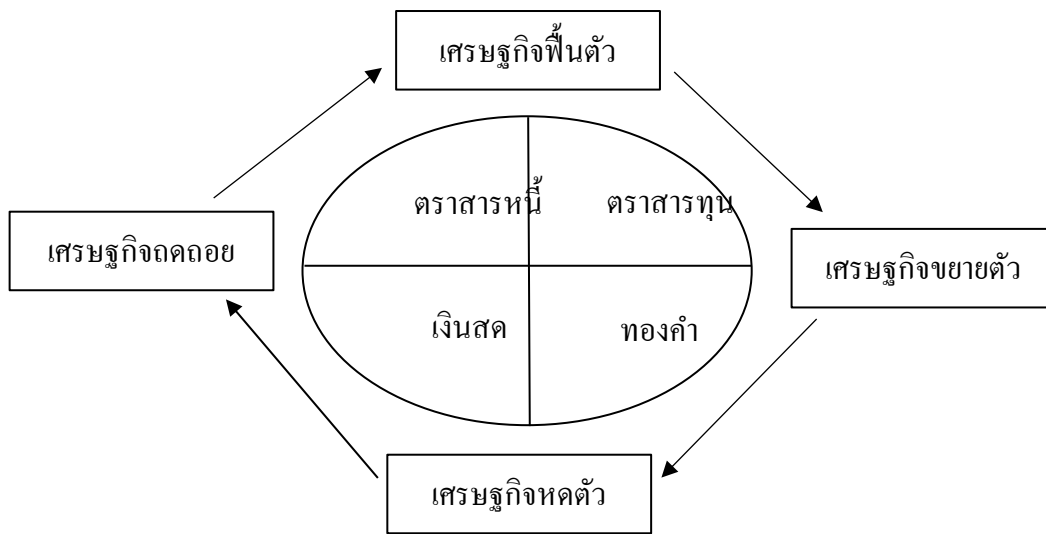 เศรษฐกิจฟื้นตัว
ตราสารหนี้
ตราสารทุน
เศรษฐกิจถดถอย
เศรษฐกิจขยายตัว
เงินสด
ทองคำ
เศรษฐกิจหดตัว